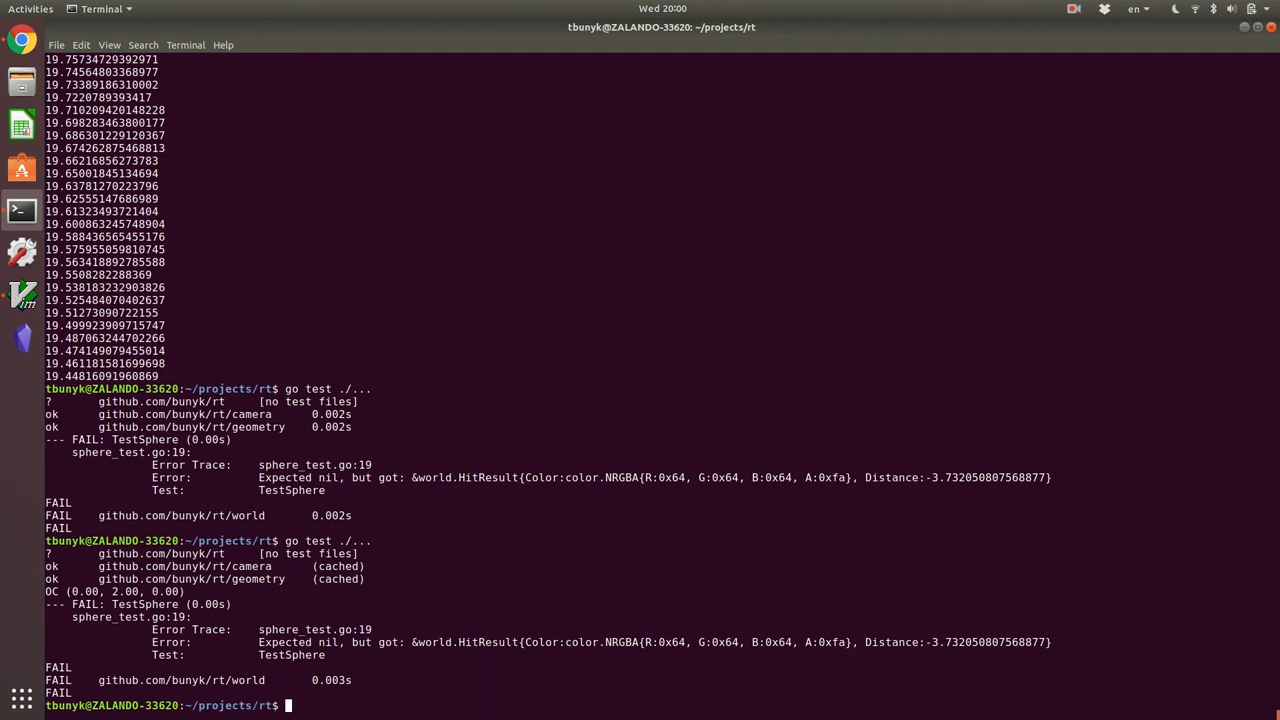 Activities Terminal Wed 20:00 en
tbunyk@ZALANDO-33620: ~/projects/rt
File Edit View Search Terminal Help
19.75734729392971
19.74564803368977
19.73389186310002
19.7220789393417
19.710209420148228
19.698283463800177
19.686301229120367
19.674262875468813
19.66216856273783
19.65001845134694
19.63781270223796
19.62555147686989
19.61323493721404
19.600863245748904
19.588436565455176
19.575955059810745
19.563418892785588
19.5508282288369
19.538183232903826
19.525484070402637
19.51273090722155
19.499923909715747
19.487063244702266
19.474149079455014
19.461181581699698
19.44816091960869
tbunyk@ZALANDO-33620:~/projects/rt$ go test ./...
? github.com/bunyk/rt [no test files]
ok github.com/bunyk/rt/camera 0.002s
ok github.com/bunyk/rt/geometry 0.002s
--- FAIL: TestSphere (0.00s)
sphere_test.go:19:
Error Trace: sphere_test.go:19
Error: Expected nil, but got: &world.HitResult{Color:color.NRGBA{R:0x64, G:0x64, B:0x64, A:0xfa}, Distance:-3.732050807568877}
Test: TestSphere
FAIL
FAIL github.com/bunyk/rt/world 0.002s
FAIL
tbunyk@ZALANDO-33620:~/projects/rt$ go test ./...
? github.com/bunyk/rt [no test files]
ok github.com/bunyk/rt/camera (cached)
ok github.com/bunyk/rt/geometry (cached)
OC (0.00, 2.00, 0.00)
--- FAIL: TestSphere (0.00s)
sphere_test.go:19:
Error Trace: sphere_test.go:19
Error: Expected nil, but got: &world.HitResult{Color:color.NRGBA{R:0x64, G:0x64, B:0x64, A:0xfa}, Distance:-3.732050807568877}
Test: TestSphere
FAIL
FAIL github.com/bunyk/rt/world 0.003s
FAIL
tbunyk@ZALANDO-33620:~/projects/rt$